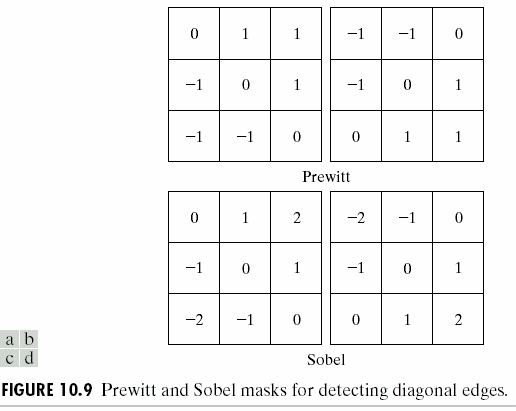 0 1 1 −1 −1 0
−1 0 1 −1 0 1
−1 −1 0 0 1 1
Prewitt
0 1 2 −2 −1 0
−1 0 1 −1 0 1
−2 −1 0 0 1 2
Sobel
a b
c d
FIGURE 10.9 Prewitt and Sobel masks for detecting diagonal edges.